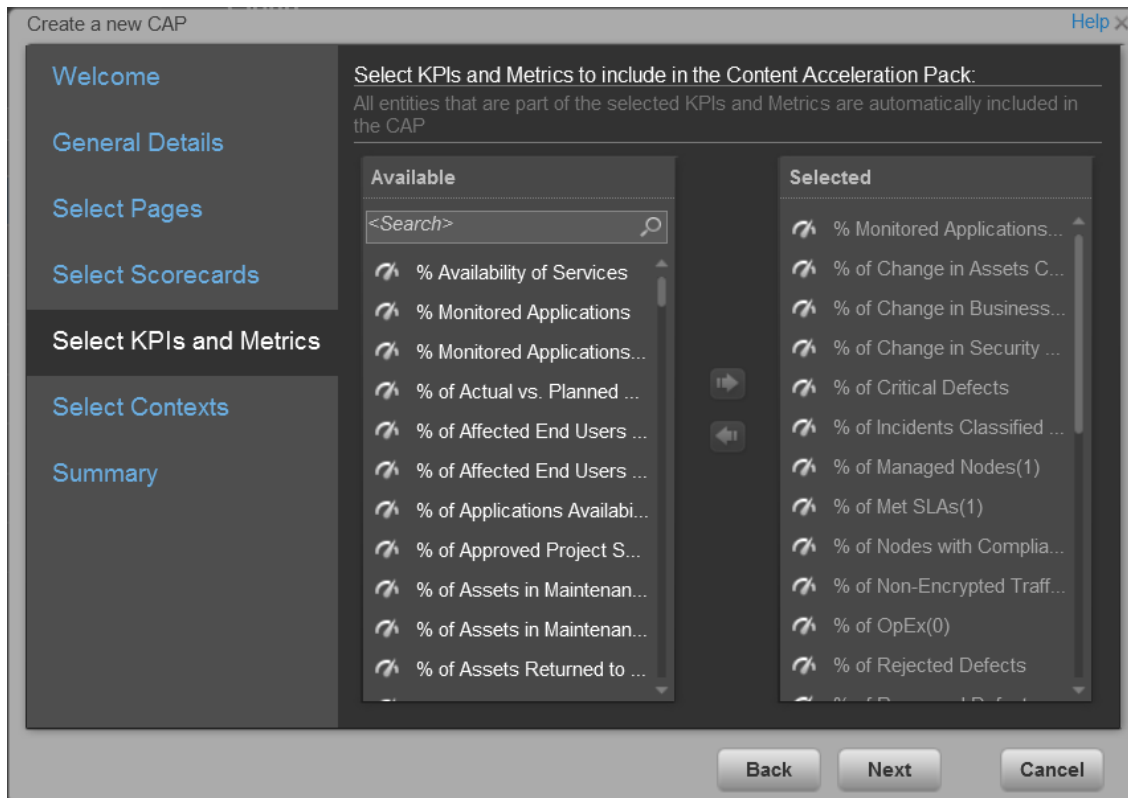 Create a new CAP
Help
Welcome
General Details
Select Pages
Select Scorecards
Select KPIs and Metrics
Select Contexts
Summary
Select KPIs and Metrics to include in the Content Acceleration Pack:
All entities that are part of the selected KPIs and Metrics are automatically included in
the CAP
Available
<Search>
% Availability of Services
% Monitored Applications
% Monitored Applications...
% of Actual vs. Planned ...
% of Affected End Users ...
% of Affected End Users ...
% of Applications Availabi...
% of Approved Project S...
% of Assets in Maintenan...
% of Assets in Maintenan...
% of Assets Returned to ...
Selected
% Monitored Applications...
% of Change in Assets C...
% of Change in Business...
% of Change in Security ...
% of Critical Defects
% of Incidents Classified ...
% of Managed Nodes(1)
% of Met SLAs(1)
% of Nodes with Complia...
% of Non-Encrypted Traff...
% of OpEx(0)
% of Rejected Defects
Back
Next
Cancel